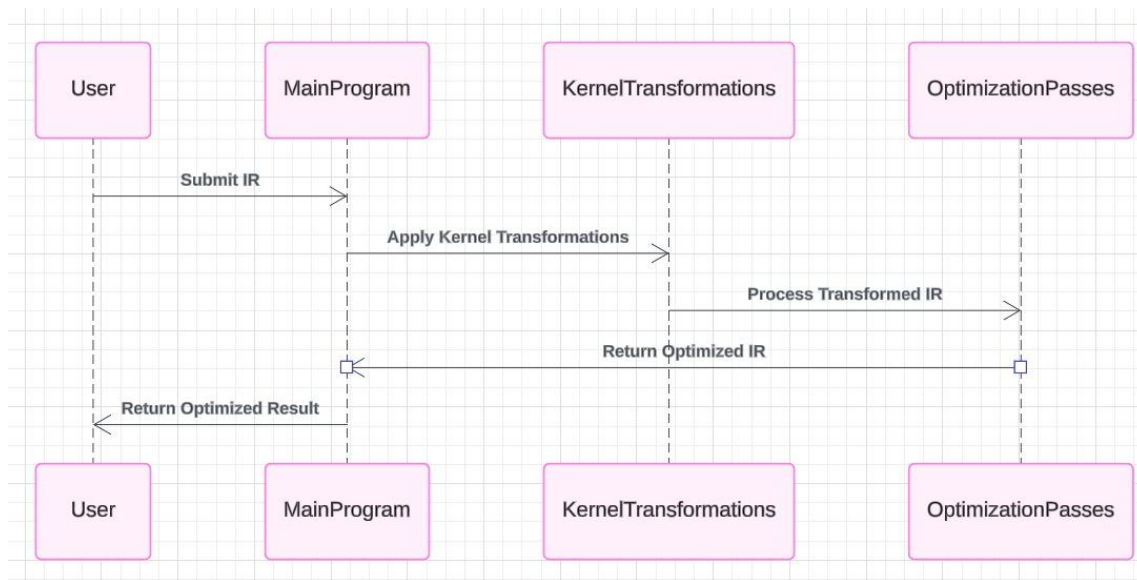 User
MainProgram
KernelTransformations
OptimizationPasses
Submit IR
Apply Kernel Transformations
Process Transformed IR
Return Optimized IR
Return Optimized Result
User
MainProgram
KernelTransformations
OptimizationPasses